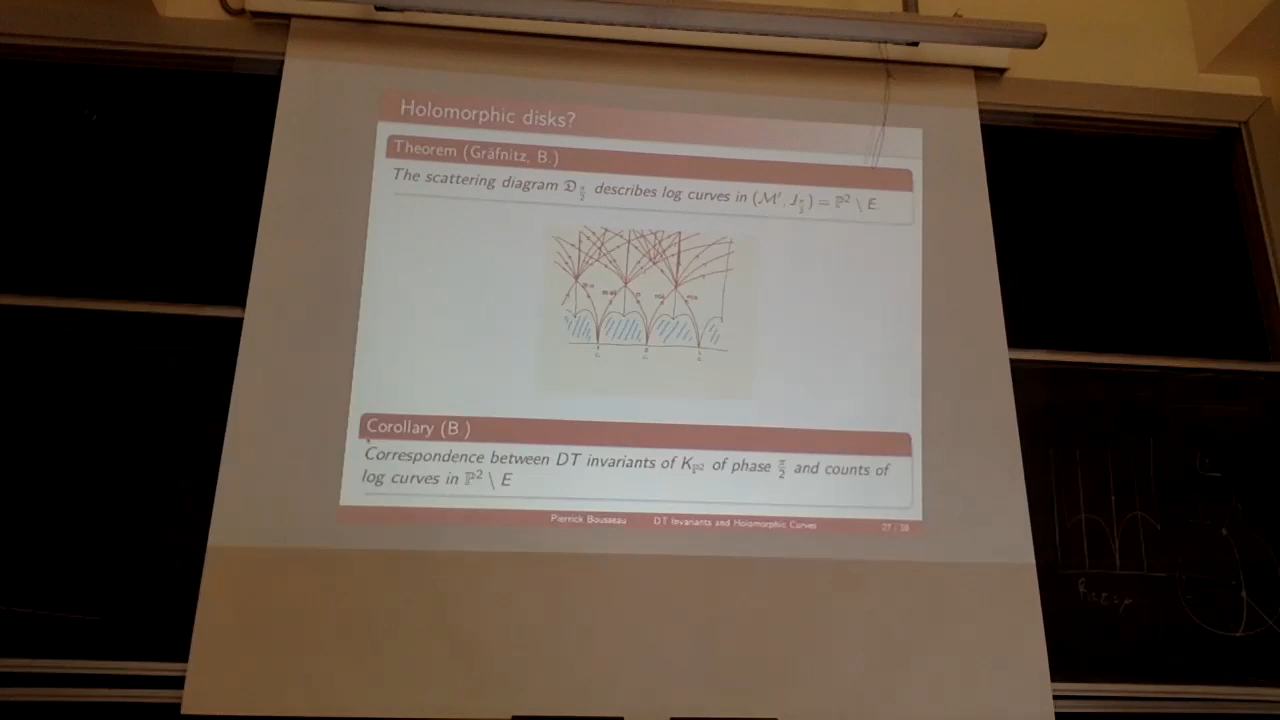 Holomorphic disks?
Theorem (Gräfnitz, B.)
The scattering diagram 𝔇_{π/2} describes log curves in (M', J_{π/2}) = ℙ² \ E
Corollary (B.)
Correspondence between DT invariants of K_{ℙ²} of phase π/2 and counts of
log curves in ℙ² \ E
Pierrick Bousseau DT Invariants and Holomorphic Curves